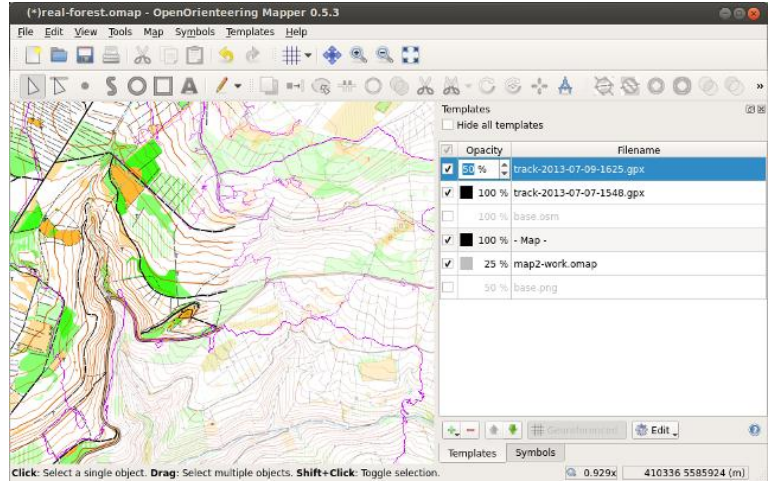 (*)real-forest.omap - OpenOrienteering Mapper 0.5.3
File Edit View Tools Map Symbols Templates Help
Templates
Hide all templates
Opacity Filename
50 % track-2013-07-09-1625.gpx
100 % track-2013-07-07-1548.gpx
100 % base.osm
100 % - Map -
25 % map2-work.omap
50 % base.png
Georeferenced Edit
Templates Symbols
Click: Select a single object. Drag: Select multiple objects. Shift+Click: Toggle selection. 0.929x 410336 5585924 (m)